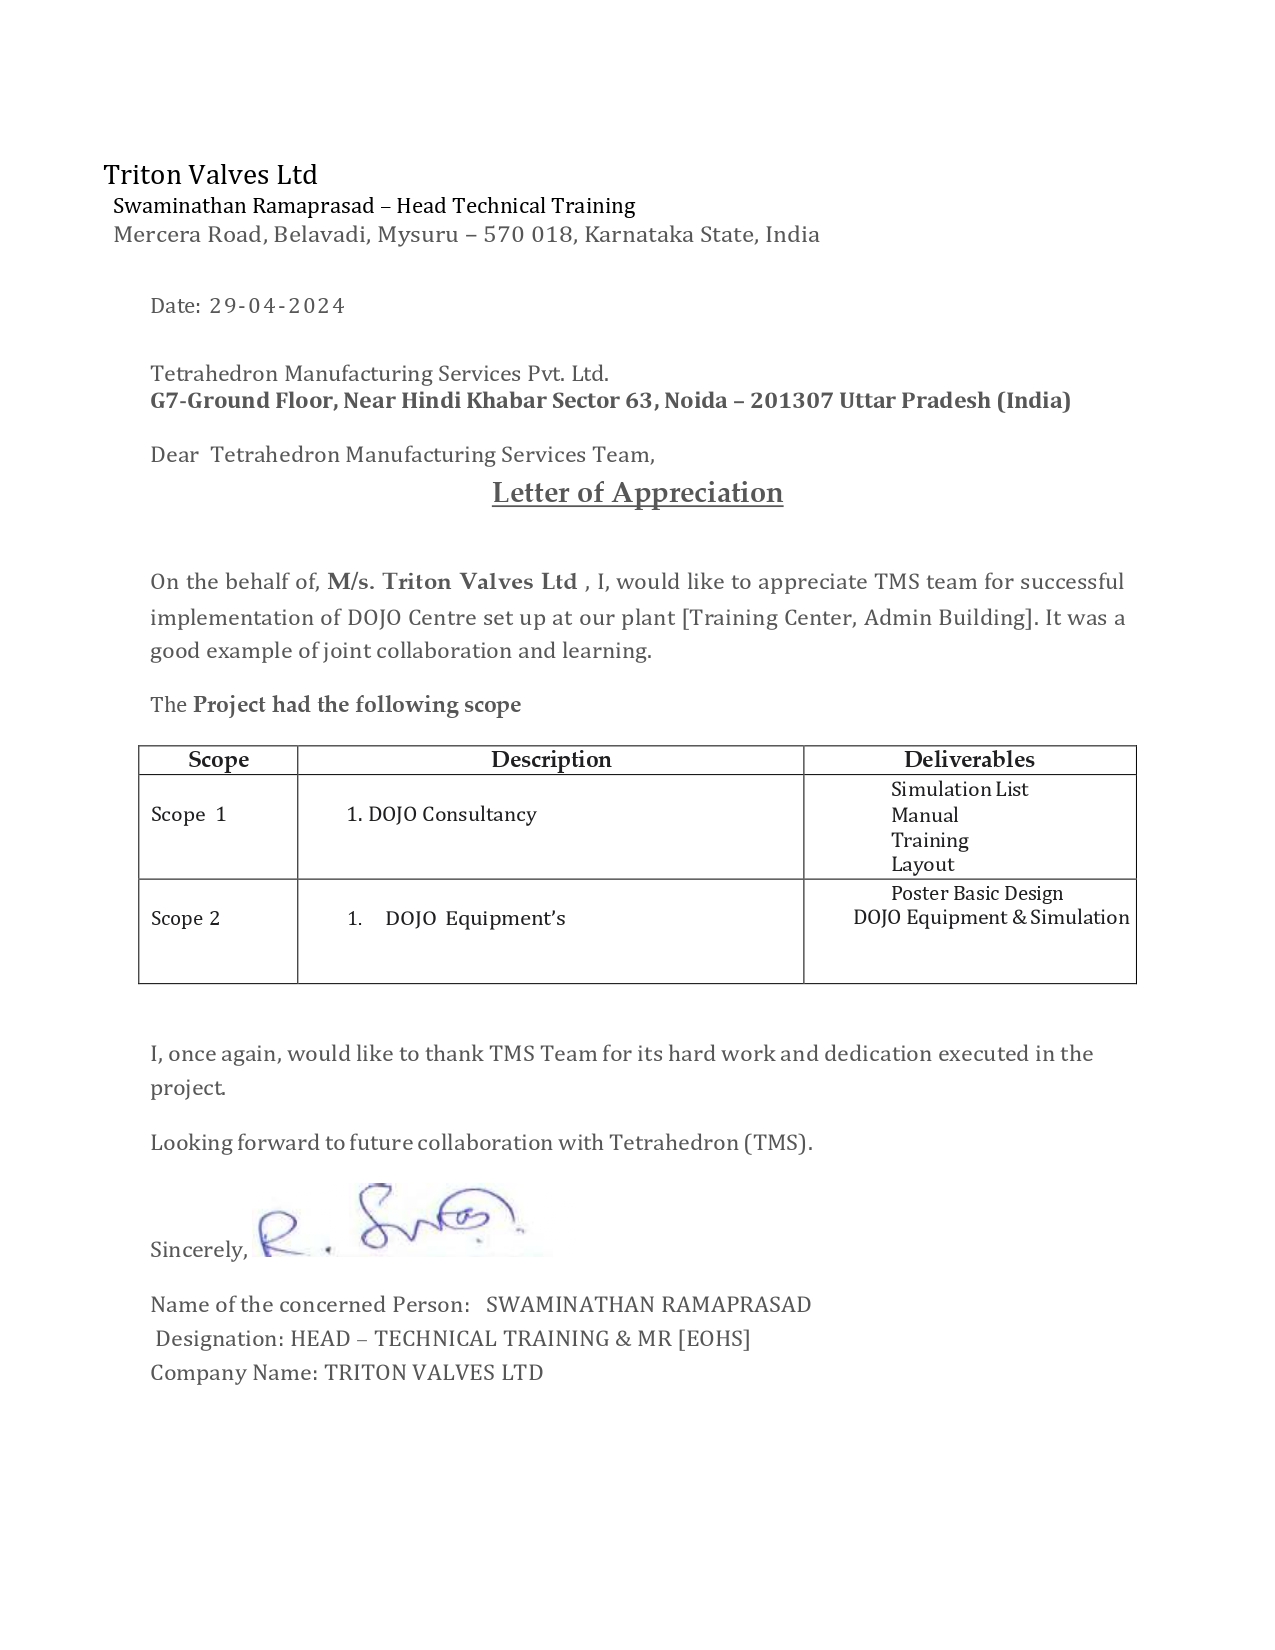 Triton Valves Ltd
Swaminathan Ramaprasad – Head Technical Training
Mercera Road, Belavadi, Mysuru – 570 018, Karnataka State, India
Date: 29-04-2024
Tetrahedron Manufacturing Services Pvt. Ltd.
G7-Ground Floor, Near Hindi Khabar Sector 63, Noida – 201307 Uttar Pradesh (India)
Dear Tetrahedron Manufacturing Services Team,
Letter of Appreciation
On the behalf of, M/s. Triton Valves Ltd , I, would like to appreciate TMS team for successful
implementation of DOJO Centre set up at our plant [Training Center, Admin Building]. It was a
good example of joint collaboration and learning.
The Project had the following scope
Scope Description Deliverables
Scope 1 1. DOJO Consultancy
Simulation List
Manual
Training
Layout
Scope 2 1. DOJO Equipment’s
Poster Basic Design
DOJO Equipment & Simulation
I, once again, would like to thank TMS Team for its hard work and dedication executed in the
project.
Looking forward to future collaboration with Tetrahedron (TMS).
Sincerely, R.
Name of the concerned Person: SWAMINATHAN RAMAPRASAD
Designation: HEAD – TECHNICAL TRAINING & MR [EOHS]
Company Name: TRITON VALVES LTD